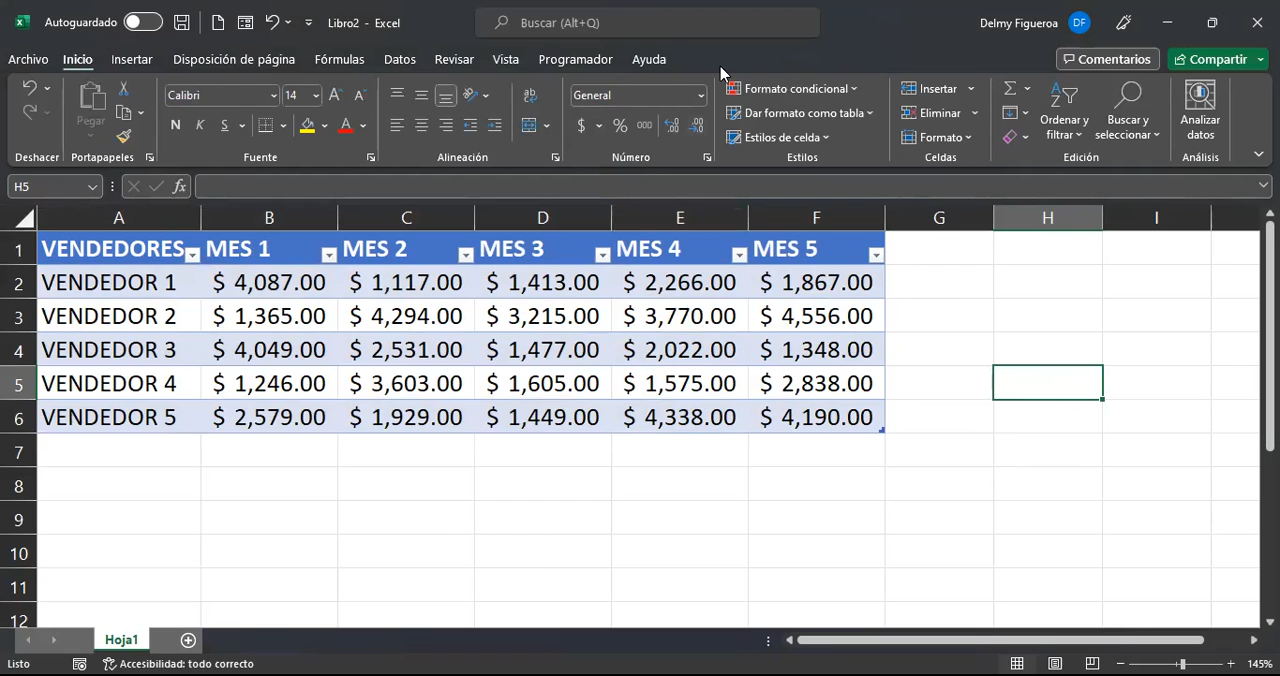 Autoguardado
Libro2 - Excel
Buscar (Alt+Q)
Delmy Figueroa
DF
Archivo Inicio Insertar Disposición de página Fórmulas Datos Revisar Vista Programador Ayuda
Comentarios
Compartir
Pegar
Calibri 14
N K S
General
$ % 000
Formato condicional
Dar formato como tabla
Estilos de celda
Insertar
Eliminar
Formato
Ordenar y
filtrar
Buscar y
seleccionar
Analizar
datos
Deshacer Portapapeles Fuente Alineación Número Estilos Celdas Edición Análisis
H5
fx
A B C D E F G H I
1 VENDEDORES MES 1 MES 2 MES 3 MES 4 MES 5
2 VENDEDOR 1 $ 4,087.00 $ 1,117.00 $ 1,413.00 $ 2,266.00 $ 1,867.00
3 VENDEDOR 2 $ 1,365.00 $ 4,294.00 $ 3,215.00 $ 3,770.00 $ 4,556.00
4 VENDEDOR 3 $ 4,049.00 $ 2,531.00 $ 1,477.00 $ 2,022.00 $ 1,348.00
5 VENDEDOR 4 $ 1,246.00 $ 3,603.00 $ 1,605.00 $ 1,575.00 $ 2,838.00
6 VENDEDOR 5 $ 2,579.00 $ 1,929.00 $ 1,449.00 $ 4,338.00 $ 4,190.00
7
8
9
10
11
12
Hoja1
Listo
Accesibilidad: todo correcto
145%